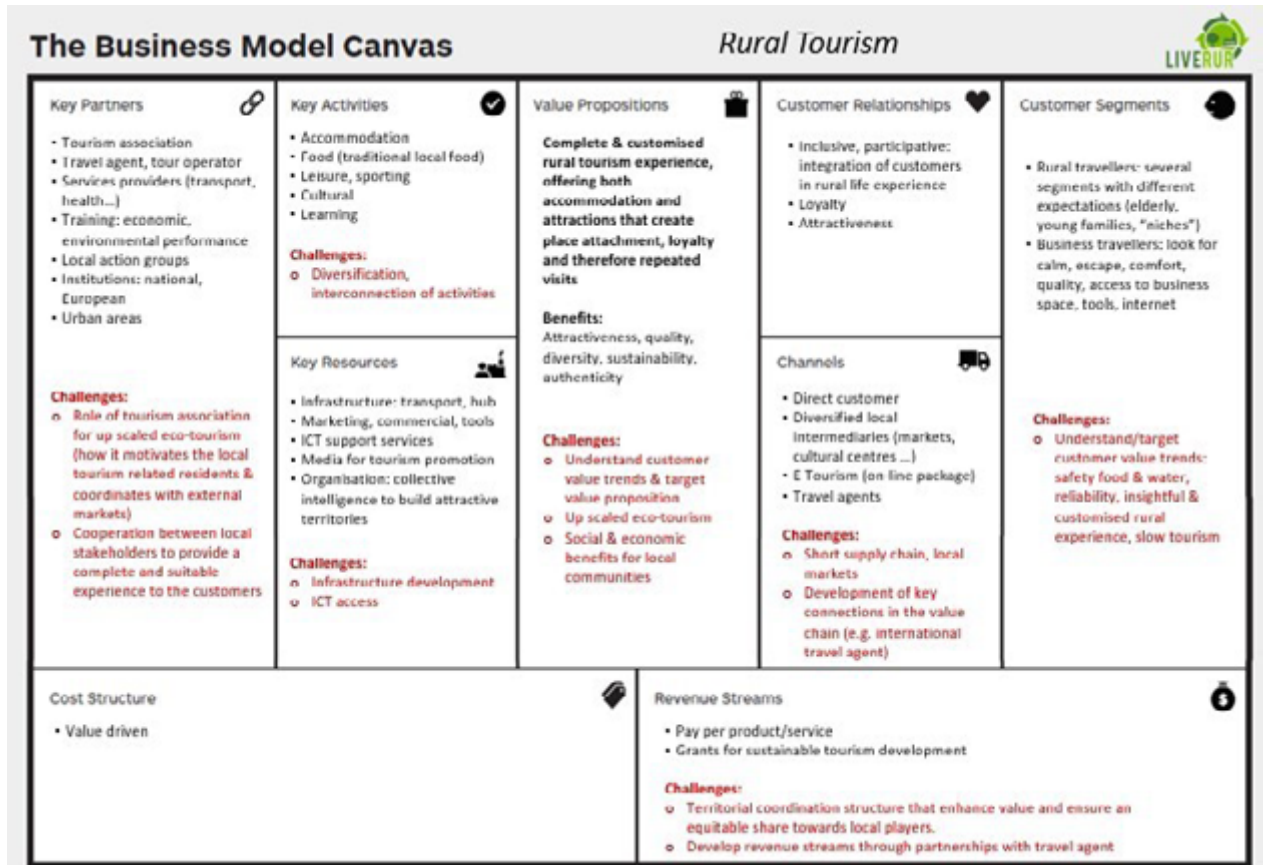 The Business Model Canvas
Rural Tourism
LIVERUR
Key Partners
▪ Tourism association
▪ Travel agent, tour operator
▪ Services providers (transport,
health...)
▪ Training: economic,
environmental performance
▪ Local action groups
▪ Institutions: national,
European
▪ Urban areas
Challenges:
o Role of tourism association
for up scaled eco-tourism
(how it motivates the local
tourism related residents &
coordinates with external
markets)
o Cooperation between local
stakeholders to provide a
complete and suitable
experience to the customers
Key Activities
▪ Accommodation
▪ Food (traditional local food)
▪ Leisure, sporting
▪ Cultural
▪ Learning
Challenges:
o Diversification,
interconnection of activities
Key Resources
▪ Infrastructure: transport, hub
▪ Marketing, commercial, tools
▪ ICT support services
▪ Media for tourism promotion
▪ Organisation: collective
intelligence to build attractive
territories
Challenges:
o Infrastructure development
o ICT access
Value Propositions
Complete & customised
rural tourism experience,
offering both
accommodation and
attractions that create
place attachment, loyalty
and therefore repeated
visits
Benefits:
Attractiveness, quality,
diversity, sustainability,
authenticity
Challenges:
o Understand customer
value trends & target
value proposition
o Up scaled eco-tourism
o Social & economic
benefits for local
communities
Customer Relationships
▪ Inclusive, participative:
integration of customers
in rural life experience
▪ Loyalty
▪ Attractiveness
Channels
▪ Direct customer
▪ Diversified local
intermediaries (markets,
cultural centres ...)
▪ E Tourism (on line package)
▪ Travel agents
Challenges:
o Short supply chain, local
markets
o Development of key
connections in the value
chain (e.g. international
travel agent)
Customer Segments
▪ Rural travellers: several
segments with different
expectations (elderly,
young families, "niches")
▪ Business travellers: look for
calm, escape, comfort,
quality, access to business
space, tools, internet
Challenges:
o Understand/target
customer value trends:
safety food & water,
reliability, insightful &
customised rural
experience, slow tourism
Cost Structure
▪ Value driven
Revenue Streams
▪ Pay per product/service
▪ Grants for sustainable tourism development
Challenges:
o Territorial coordination structure that enhance value and ensure an
equitable share towards local players.
o Develop revenue streams through partnerships with travel agent